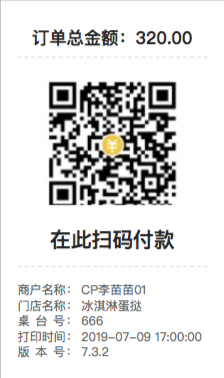 订单总金额：320.00
在此扫码付款
商户名称： CP李苗苗01
门店名称： 冰淇淋蛋挞
桌 台 号： 666
打印时间： 2019-07-09 17:00:00
版 本 号： 7.3.2